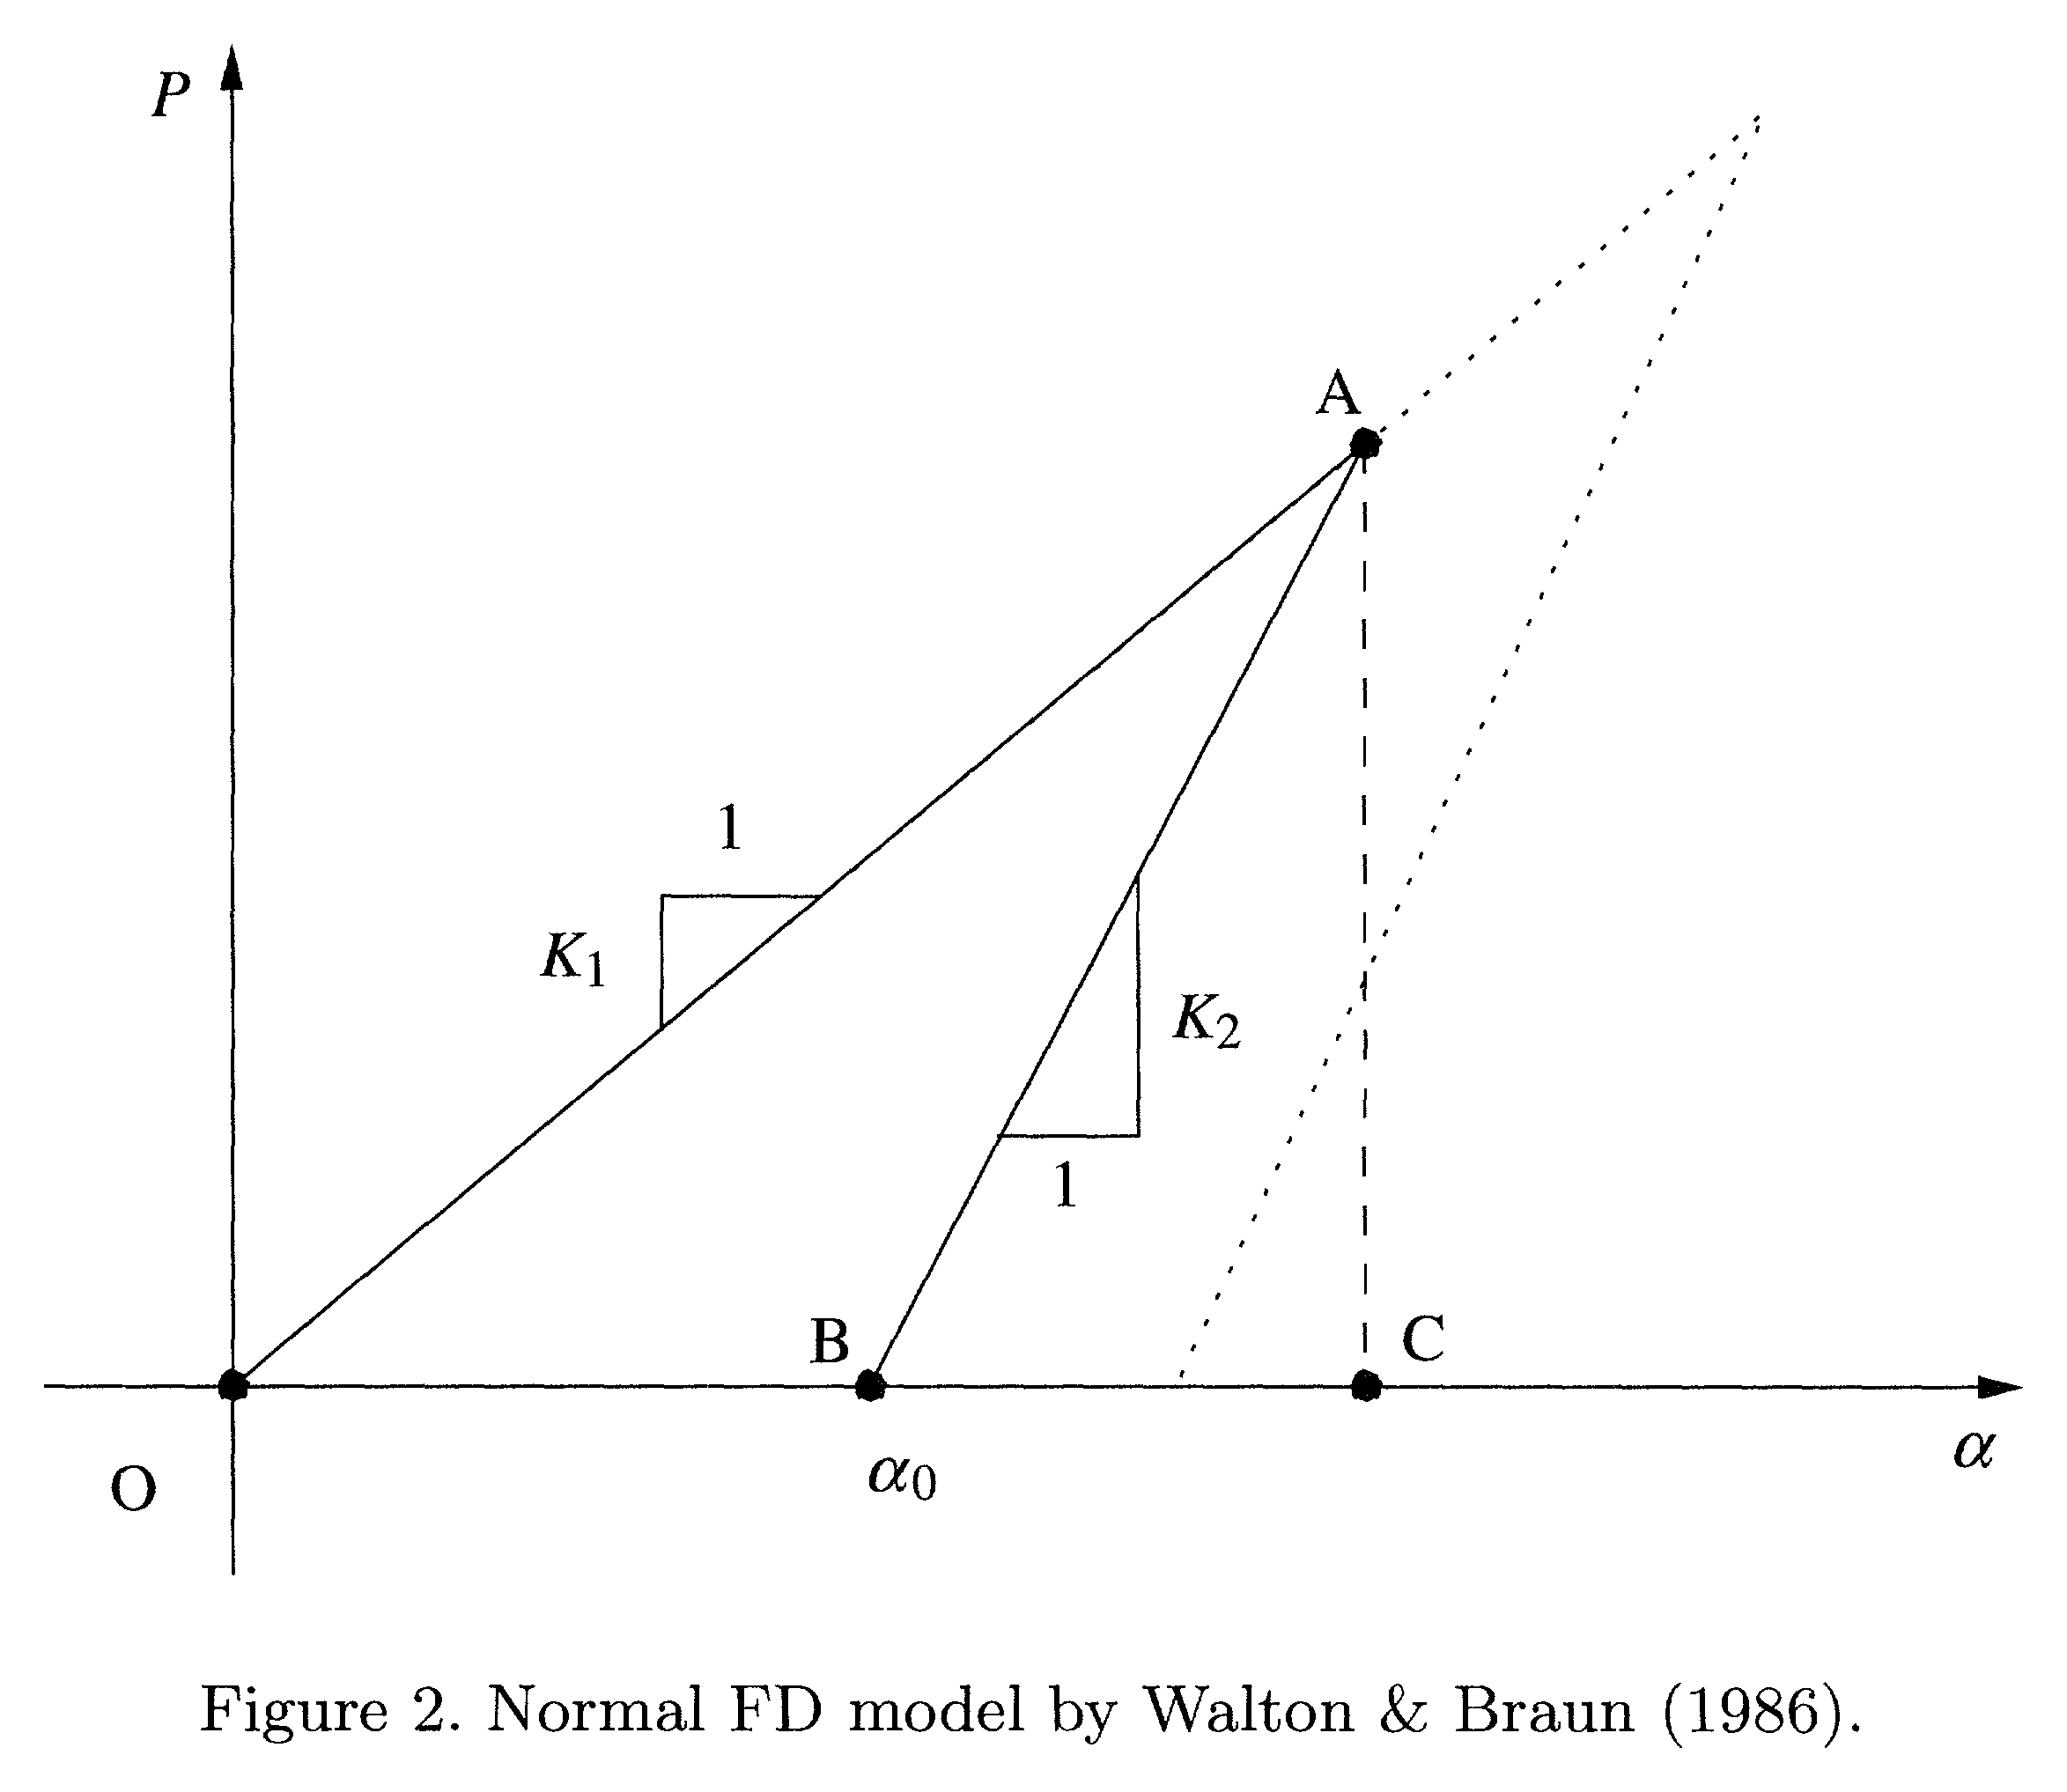 P
A
1
K₁
K₂
1
B
C
α
α₀
O
Figure 2. Normal FD model by Walton & Braun (1986).